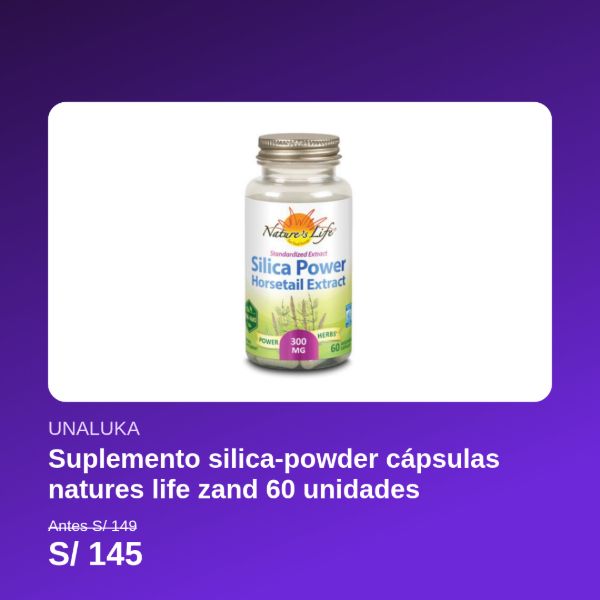 Nature's Life
Standardized Extract
Silica Power
Horsetail Extract
POWER HERBS
300
MG
60
UNALUKA
Suplemento silica-powder cápsulas
natures life zand 60 unidades
Antes S/ 149
S/ 145